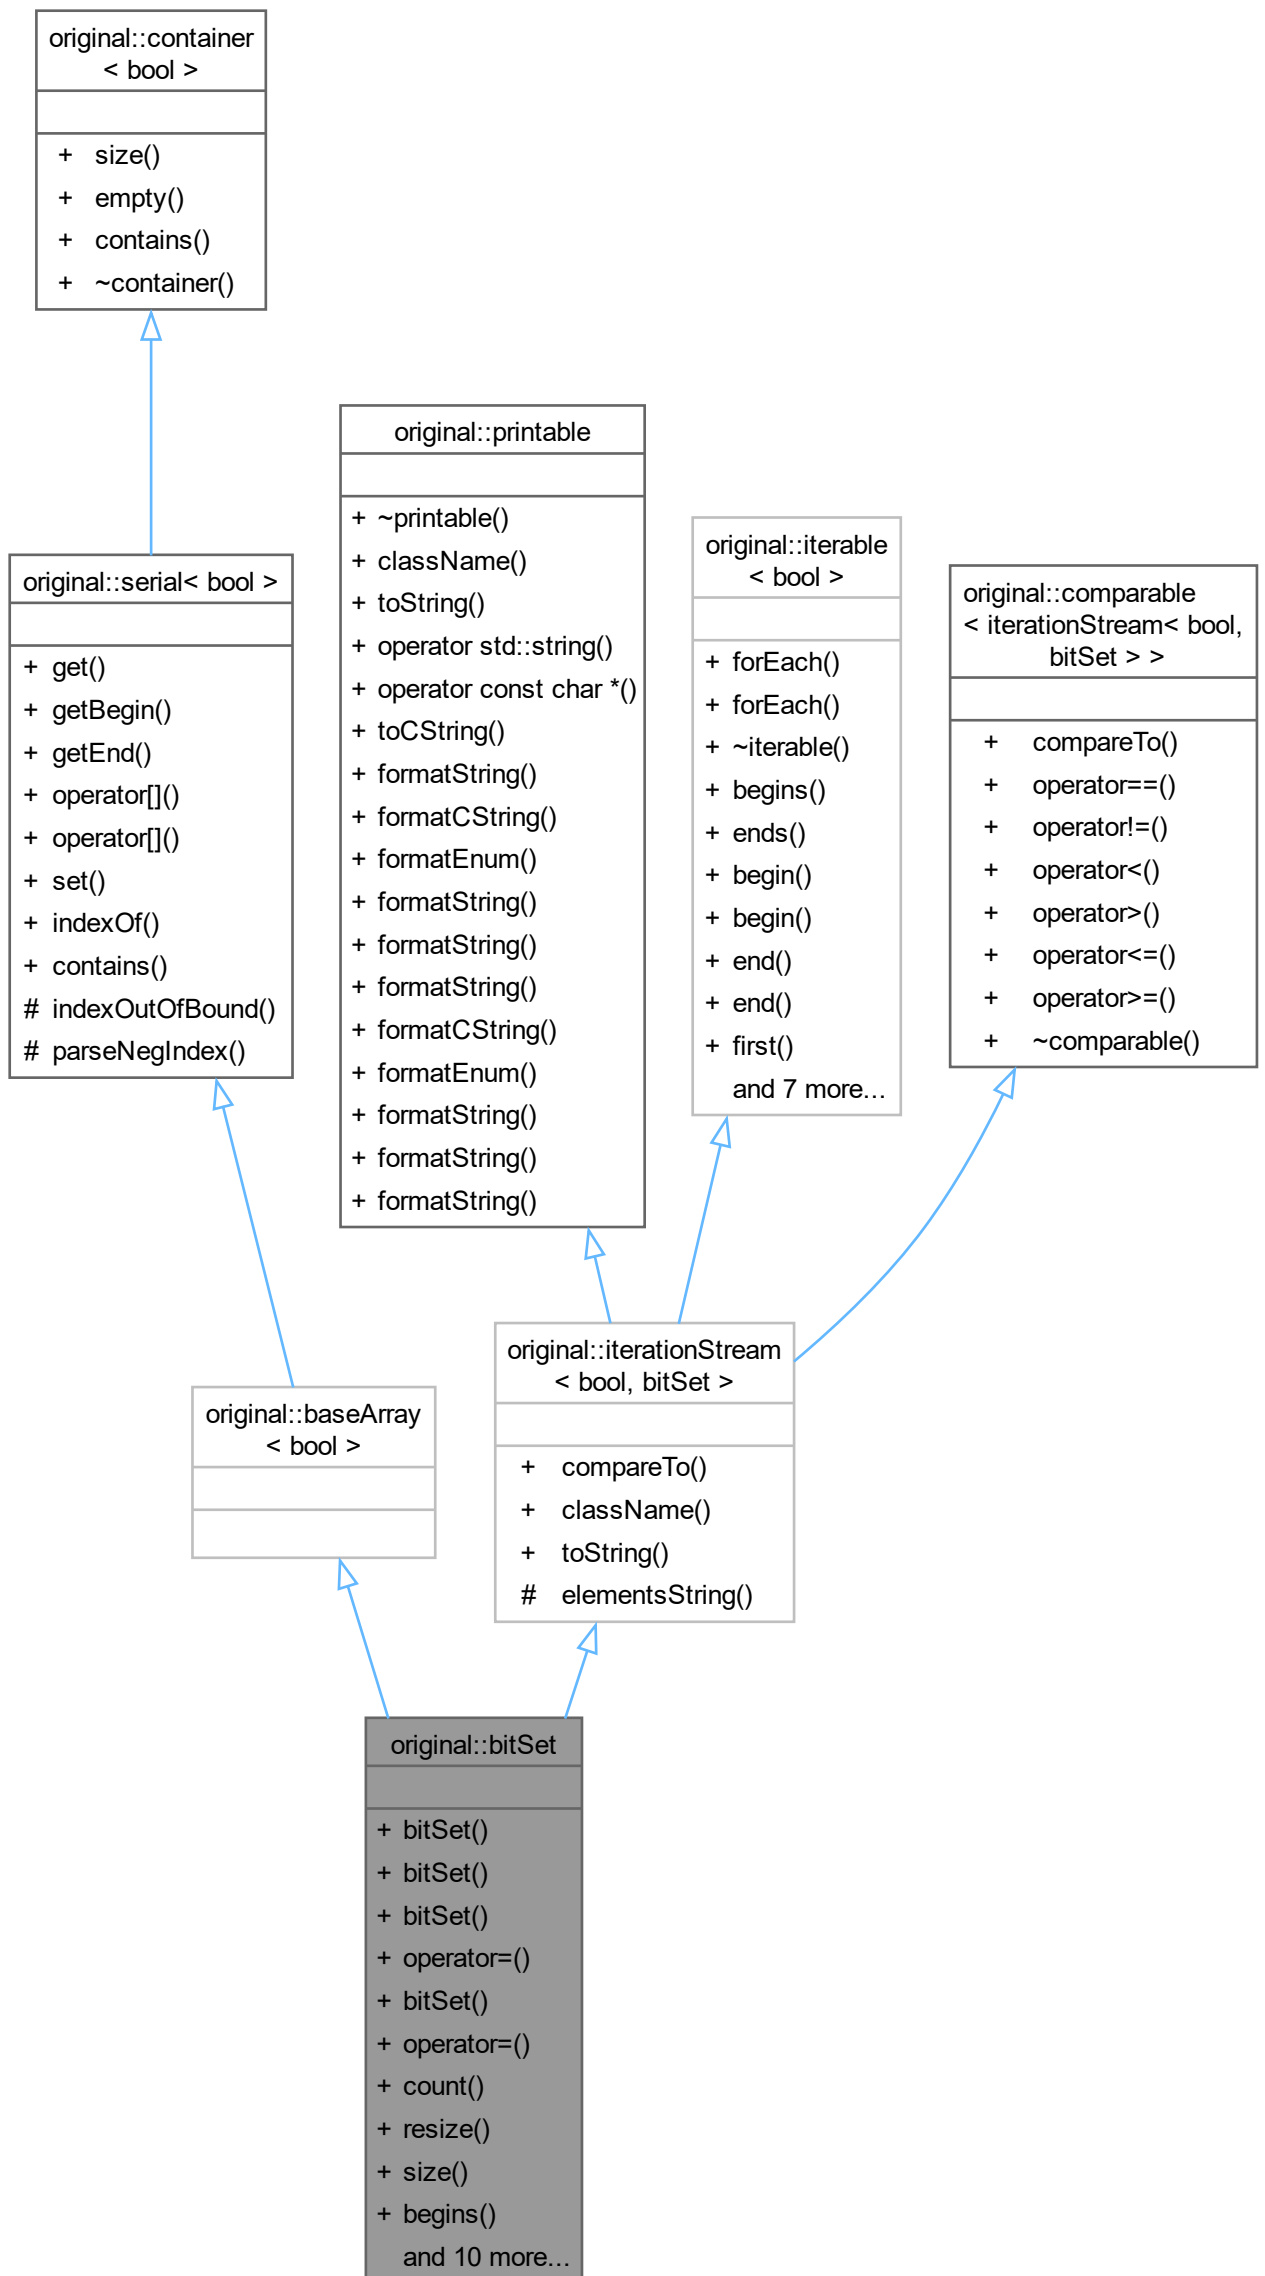 original::container
< bool >
+ size()
+ empty()
+ contains()
+ ~container()
original::serial< bool >
+ get()
+ getBegin()
+ getEnd()
+ operator[]()
+ operator[]()
+ set()
+ indexOf()
+ contains()
# indexOutOfBound()
# parseNegIndex()
original::printable
+ ~printable()
+ className()
+ toString()
+ operator std::string()
+ operator const char *()
+ toCString()
+ formatString()
+ formatCString()
+ formatEnum()
+ formatString()
+ formatString()
+ formatString()
+ formatCString()
+ formatEnum()
+ formatString()
+ formatString()
+ formatString()
original::iterable
< bool >
+ forEach()
+ forEach()
+ ~iterable()
+ begins()
+ ends()
+ begin()
+ begin()
+ end()
+ end()
+ first()
and 7 more...
original::comparable
< iterationStream< bool,
bitSet > >
+ compareTo()
+ operator==()
+ operator!=()
+ operator<()
+ operator>()
+ operator<=()
+ operator>=()
+ ~comparable()
original::baseArray
< bool >
original::iterationStream
< bool, bitSet >
+ compareTo()
+ className()
+ toString()
# elementsString()
original::bitSet
+ bitSet()
+ bitSet()
+ bitSet()
+ operator=()
+ bitSet()
+ operator=()
+ count()
+ resize()
+ size()
+ begins()
and 10 more...